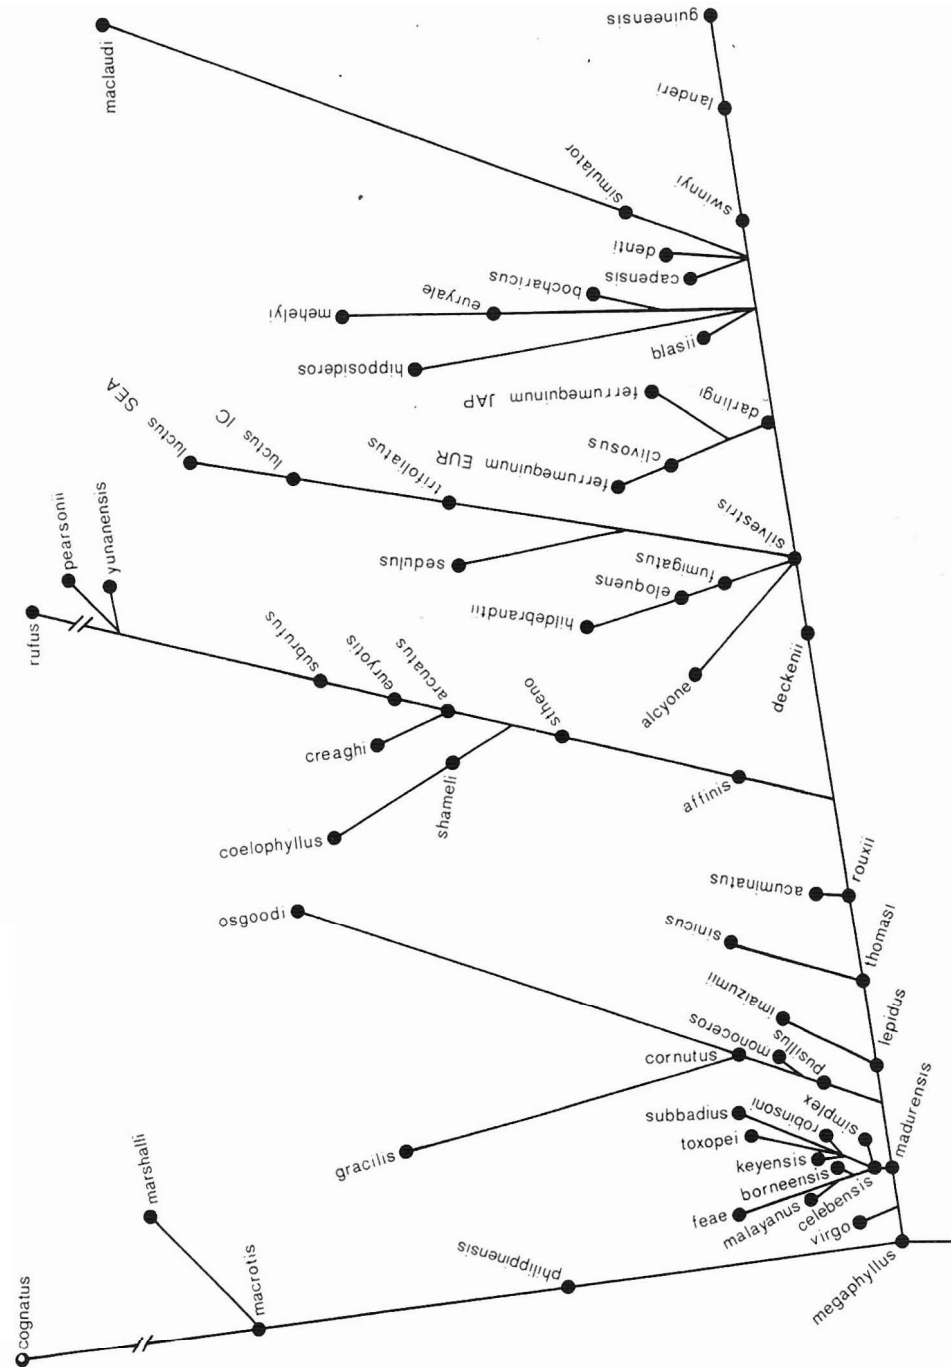 maclaudi
guineensis
landeri
simulator
swinnyi
denti
capensis
bocharicus
euryale
mehelyi
blasii
hipposideros
ferrumequinum JAP
darlingi
clivosus
ferrumequinum EUR
luctus SEA
luctus IC
trifoliatus
silvestris
sedulus
fumigatus
eloquens
hildebrandtii
pearsonii
yunanensis
rufus
subrufus
euryotis
arcuatus
stheno
creaghi
alcyone
deckenii
shameli
affinis
coelophyllus
acuminatus
rouxii
osgoodi
sinicus
thomasi
imaizumii
lepidus
monoceros
pusillus
cornutus
simplex
robinsoni
madurensis
subbadius
toxopei
keyensis
borneensis
gracilis
feae
malayanus
celebensis
virgo
marshalli
philippinensis
megaphyllus
macrotis
cognatus